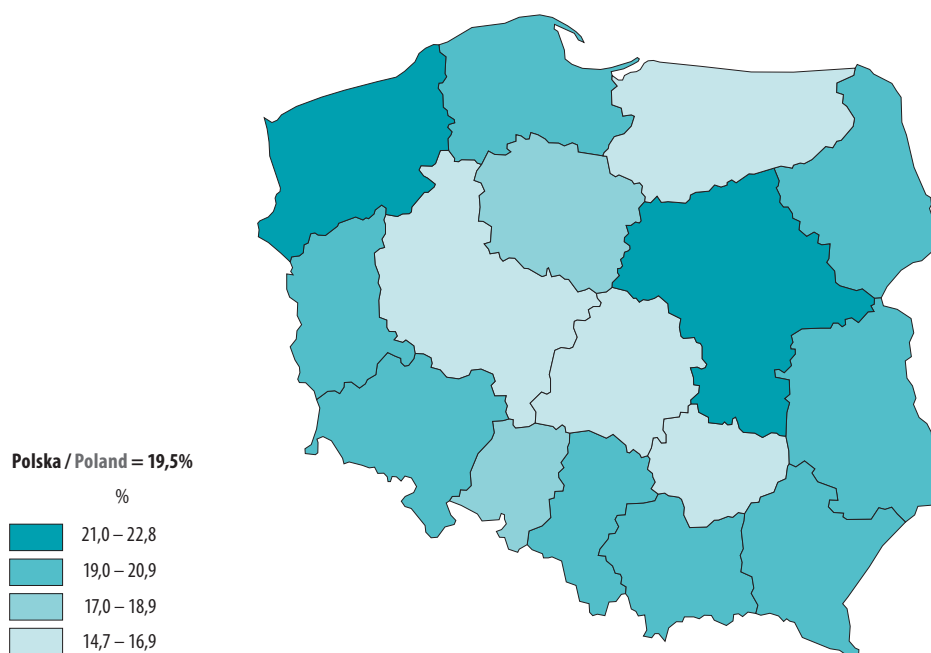 Polska / Poland = 19,5%
%
21,0 – 22,8
19,0 – 20,9
17,0 – 18,9
14,7 – 16,9